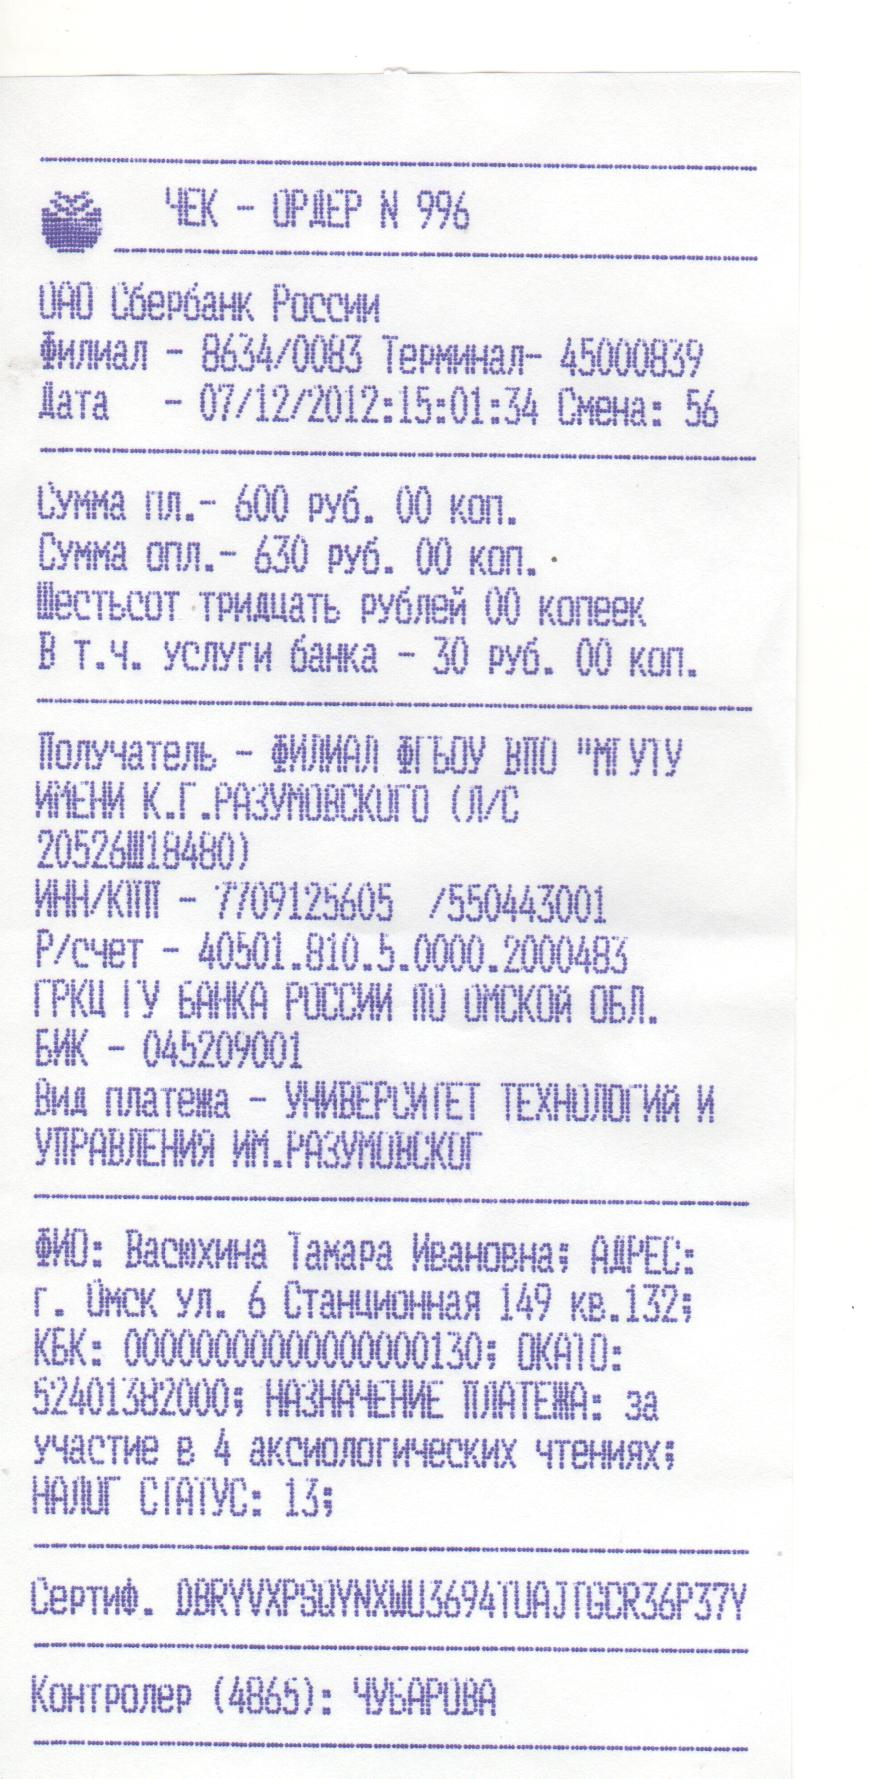 ЧЕК - ОРДЕР N 996
ОАО Сбербанк России
Филиал - 8634/0083 Терминал- 45000839
Дата - 07/12/2012:15:01:34 Смена: 56
Сумма пл.- 600 руб. 00 коп.
Сумма опл.- 630 руб. 00 коп.
Шестьсот тридцать рублей 00 копеек
В т.ч. услуги банка - 30 руб. 00 коп.
Получатель - ФИЛИАЛ ФГБОУ ВПО "МГУТУ
ИМЕНИ К.Г.РАЗУМОВСКОГО (Л/С
20526Ш18480)
ИНН/КПП - 7709125605 /550443001
Р/счет - 40501.810.5.0000.2000483
ГРКЦ ГУ БАНКА РОССИИ ПО ОМСКОЙ ОБЛ.
БИК - 045209001
Вид платежа - УНИВЕРСИТЕТ ТЕХНОЛОГИЙ И
УПРАВЛЕНИЯ ИМ.РАЗУМОВСКОГ
ФИО: Васюхина Тамара Ивановна; АДРЕС:
г. Омск ул. 6 Станционная 149 кв.132;
КБК: 00000000000000000130; ОКАТО:
52401382000; НАЗНАЧЕНИЕ ПЛАТЕЖА: за
участие в 4 аксиологических чтениях;
НАЛОГ СТАТУС: 13;
Сертиф. DBRYVXPSQYNXWU3694TUAJTGCR36P37Y
Контролер (4865): ЧУБАРОВА